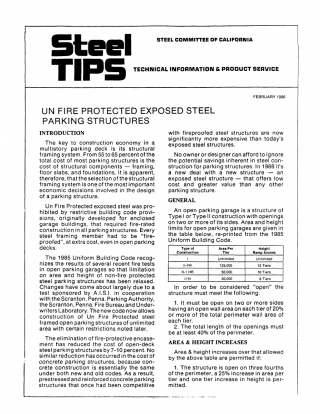 Steel
TIPS
STEEL COMMITTEE OF CALIFORNIA
TECHNICAL INFORMATION & PRODUCT SERVICE
FEBRUARY 1986
UN FIRE PROTECTED EXPOSED STEEL
PARKING STRUCTURES
INTRODUCTION
The key to construction economy in a
multistory parking deck is its structural
framing system. From 55 to 65 percent of the
total cost of most parking structures is the
cost of structural components — framing,
floor slabs, and foundations. It is apparent,
therefore, that the selection of the structural
framing system is one of the most important
economic decisions involved in the design
of a parking structure.
Un Fire Protected exposed steel was pro-
hibited by restrictive building code provi-
sions, originally developed for enclosed
garage buildings, that required fire-rated
construction in all parking structures. Every
steel framing member had to be "fire-
proofed", at extra cost, even in open parking
decks.
The 1985 Uniform Building Code recog-
nizes the results of several recent fire tests
in open parking garages so that limitation
on area and height of non-fire protected
steel parking structures has been relaxed.
Changes have come about largely due to a
test sponsored by A.I.S.I. in cooperation
with the Scranton, Penna. Parking Authority,
the Scranton, Penna. Fire Bureau and Under-
writers Laboratory. The new code now allows
construction of Un Fire Protected steel
framed open parking structures of unlimited
area with certain restrictions noted later.
The elimination of fire-protective encase-
ment has reduced the cost of open-deck
steel parking structures by 7-10 percent. No
similar reduction has occurred in the cost of
concrete parking structures, because con-
crete construction is essentially the same
under both new and old codes. As a result,
prestressed and reinforced concrete parking
structures that once had been competitive
with fireproofed steel structures are now
significantly more expensive than today's
exposed steel structures.
No owner or designer can afford to ignore
the potential savings inherent in steel con-
struction for parking structures. In 1986 it's
a new deal with a new structure — an
exposed steel structure — that offers low
cost and greater value than any other
parking structure.
GENERAL
An open parking garage is a structure of
Type I or Type II construction with openings
on two or more of its sides. Area and height
limits for open parking garages are given in
the table below, reprinted from the 1985
Uniform Building Code.
Type of Construction Area Per Tier Height Ramp Access
I Unlimited Unlimited
II-FR 125,000 12 Tiers
II-1 HR 50,000 10 Tiers
II-N 30,000 8 Tiers
In order to be considered "open" the
structure must meet the following:
1. It must be open on two or more sides
having an open wall area on each tier of 20%
or more of the total perimeter wall area of
each tier.
2. The total length of the openings must
be at least 40% of the perimeter.
AREA & HEIGHT INCREASES
Area & height increases over that allowed
by the above table are permitted if:
1. The structure is open on three fourths
of the perimeter, a 25% increase in area per
tier and one tier increase in height is per-
mitted.